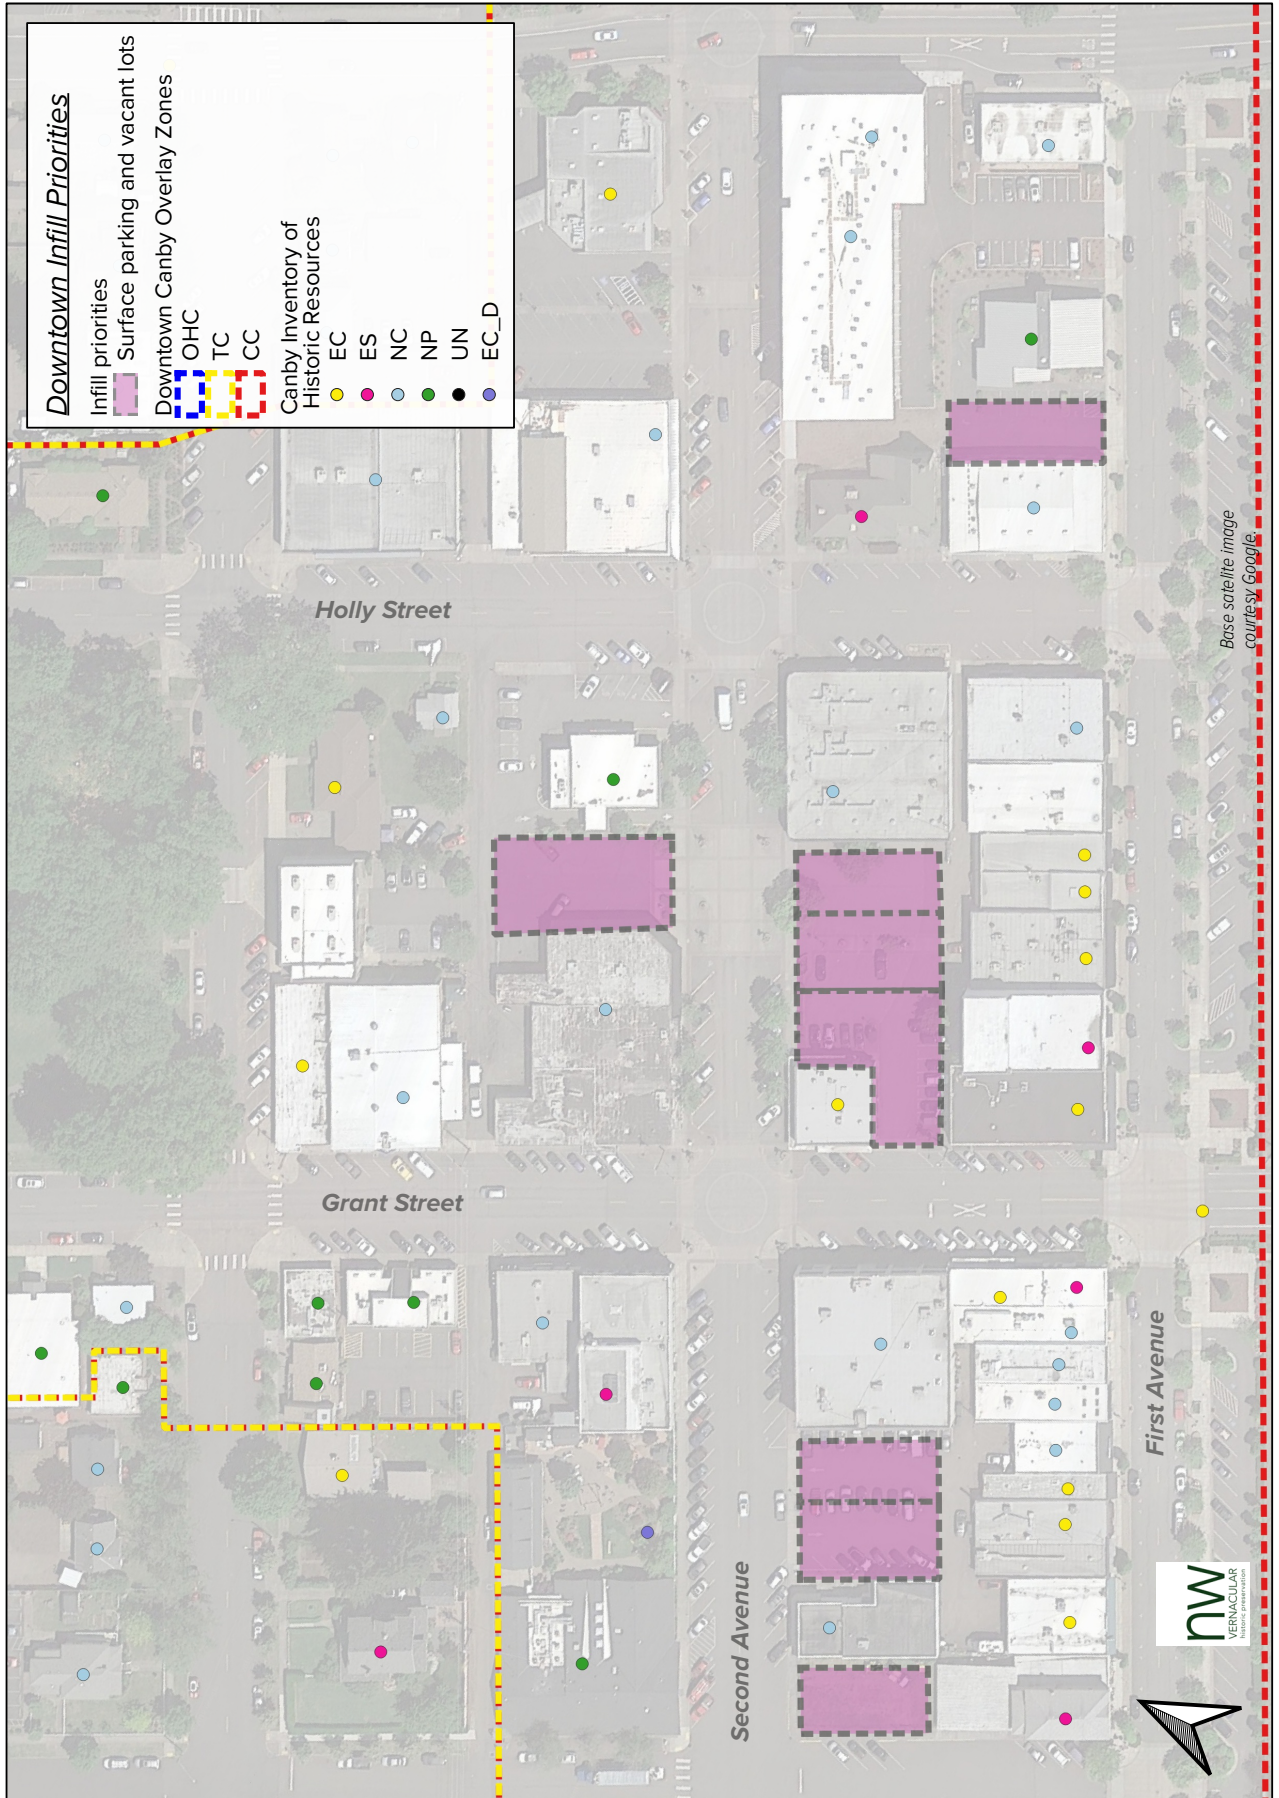 Downtown Infill Priorities
Infill priorities
Surface parking and vacant lots
Downtown Canby Overlay Zones
OHC
TC
CC
Canby Inventory of
Historic Resources
EC
ES
NC
NP
UN
EC_D
Holly Street
Grant Street
Second Avenue
First Avenue
Base satelite image
courtesy Google.
nw
VERNACULAR
historic preservation